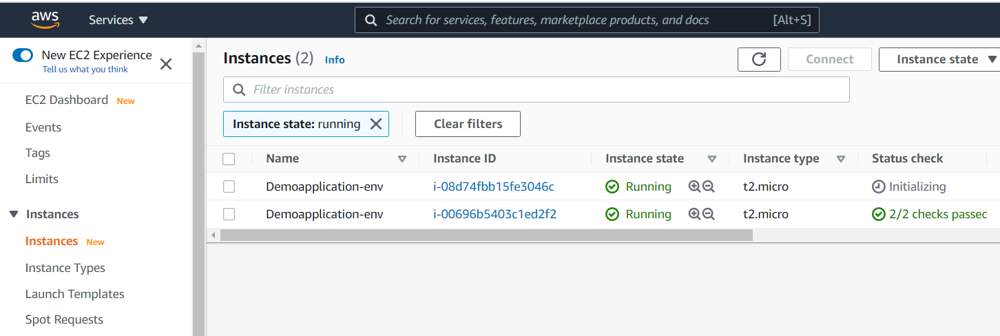 aws Services Search for services, features, marketplace products, and docs [Alt+S]
New EC2 Experience
Tell us what you think
EC2 Dashboard New
Events
Tags
Limits
Instances
Instances New
Instance Types
Launch Templates
Spot Requests
Instances (2) Info Connect Instance state
Filter instances
Instance state: running Clear filters
Name Instance ID Instance state Instance type Status check
Demoapplication-env i-08d74fbb15fe3046c Running t2.micro Initializing
Demoapplication-env i-00696b5403c1ed2f2 Running t2.micro 2/2 checks passed